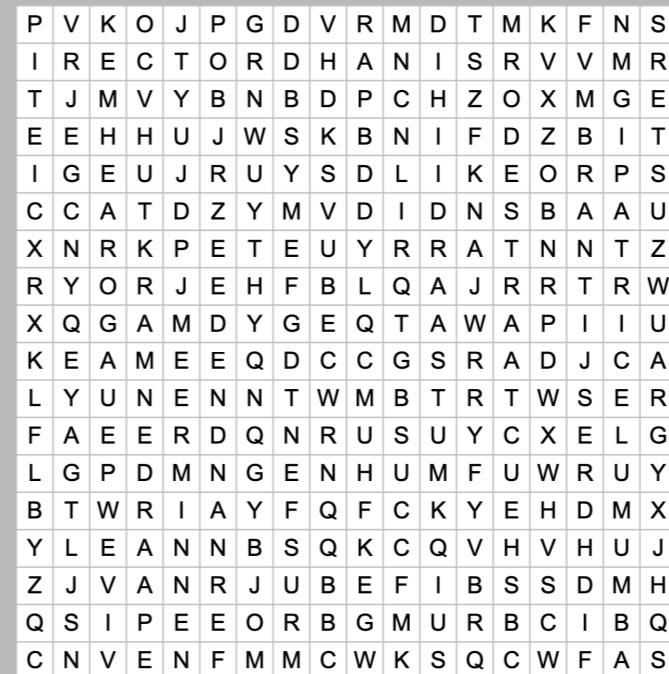 P V K O J P G D V R M D T M K F N S
I R E C T O R D H A N I S R V V M R
T J M V Y B N B D P C H Z O X M G E
E E H H U J W S K B N I F D Z B I T
I G E U J R U Y S D L I K E O R P S
C C A T D Z Y M V D I D N S B A A U
X N R K P E T E U Y R R A T N N T Z
R Y O R J E H F B L Q A J R R T R W
X Q G A M D Y G E Q T A W A P I I U
K E A M E E Q D C C G S R A D J C A
L Y U N E N N T W M B T R T W S E R
F A E E R D Q N R U S U Y C X E L G
L G P D M N G E N H U M F U W R U Y
B T W R I A Y F Q F C K Y E H D M X
Y L E A N N B S Q K C Q V H V H U J
Z J V A N R J U B E F I B S S D M H
Q S I P E E O R B G M U R B C I B Q
C N V E N F M M C W K S Q C W F A S